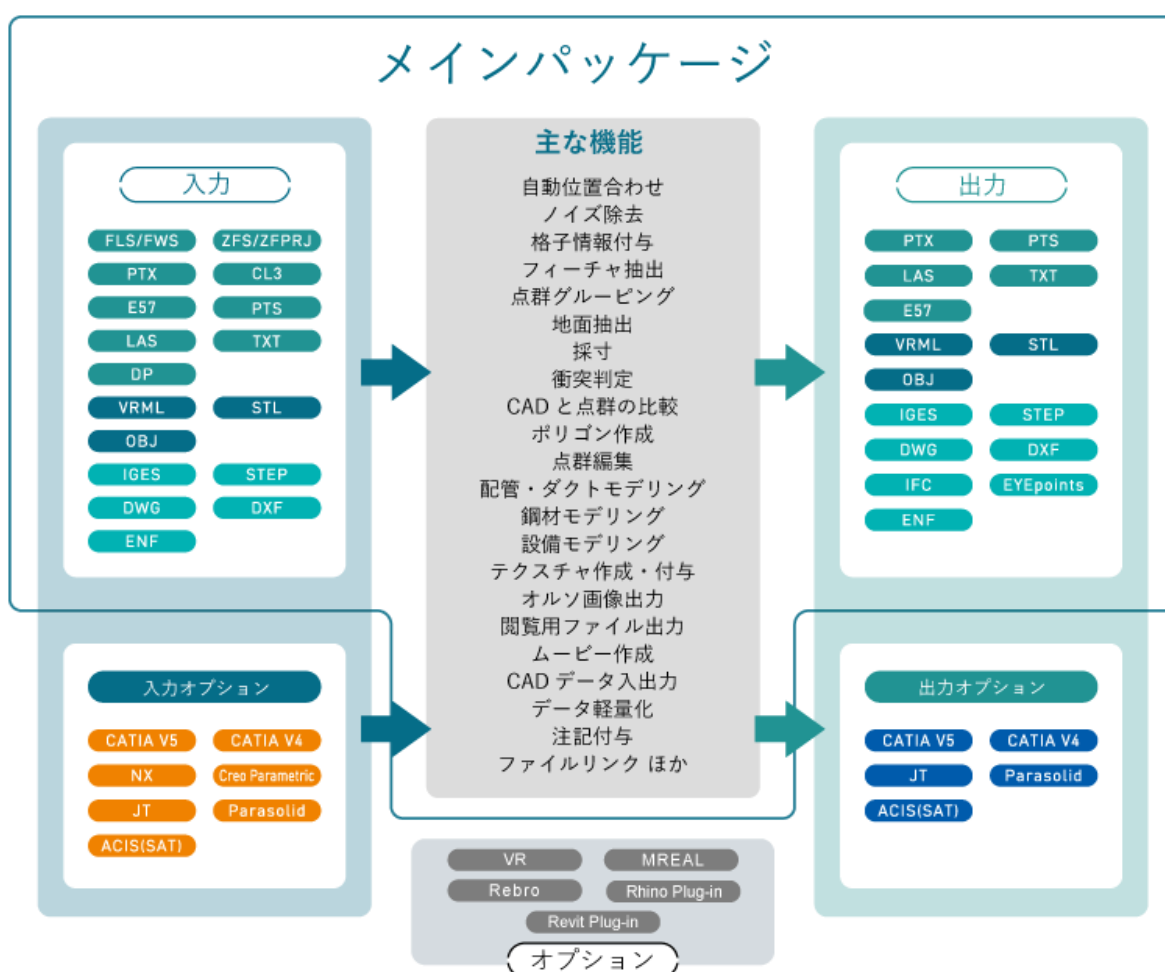 メインパッケージ
入力
FLS/FWS ZFS/ZFPRJ
PTX CL3
E57 PTS
LAS TXT
DP
VRML STL
OBJ
IGES STEP
DWG DXF
ENF
主な機能
自動位置合わせ
ノイズ除去
格子情報付与
フィーチャ抽出
点群グルーピング
地面抽出
採寸
衝突判定
CADと点群の比較
ポリゴン作成
点群編集
配管・ダクトモデリング
鋼材モデリング
設備モデリング
テクスチャ作成・付与
オルソ画像出力
閲覧用ファイル出力
ムービー作成
CADデータ入出力
データ軽量化
注記付与
ファイルリンク ほか
出力
PTX PTS
LAS TXT
E57
VRML STL
OBJ
IGES STEP
DWG DXF
IFC EYEpoints
ENF
入力オプション
CATIA V5 CATIA V4
NX Creo Parametric
JT Parasolid
ACIS(SAT)
出力オプション
CATIA V5 CATIA V4
JT Parasolid
ACIS(SAT)
VR MREAL
Rebro Rhino Plug-in
Revit Plug-in
オプション